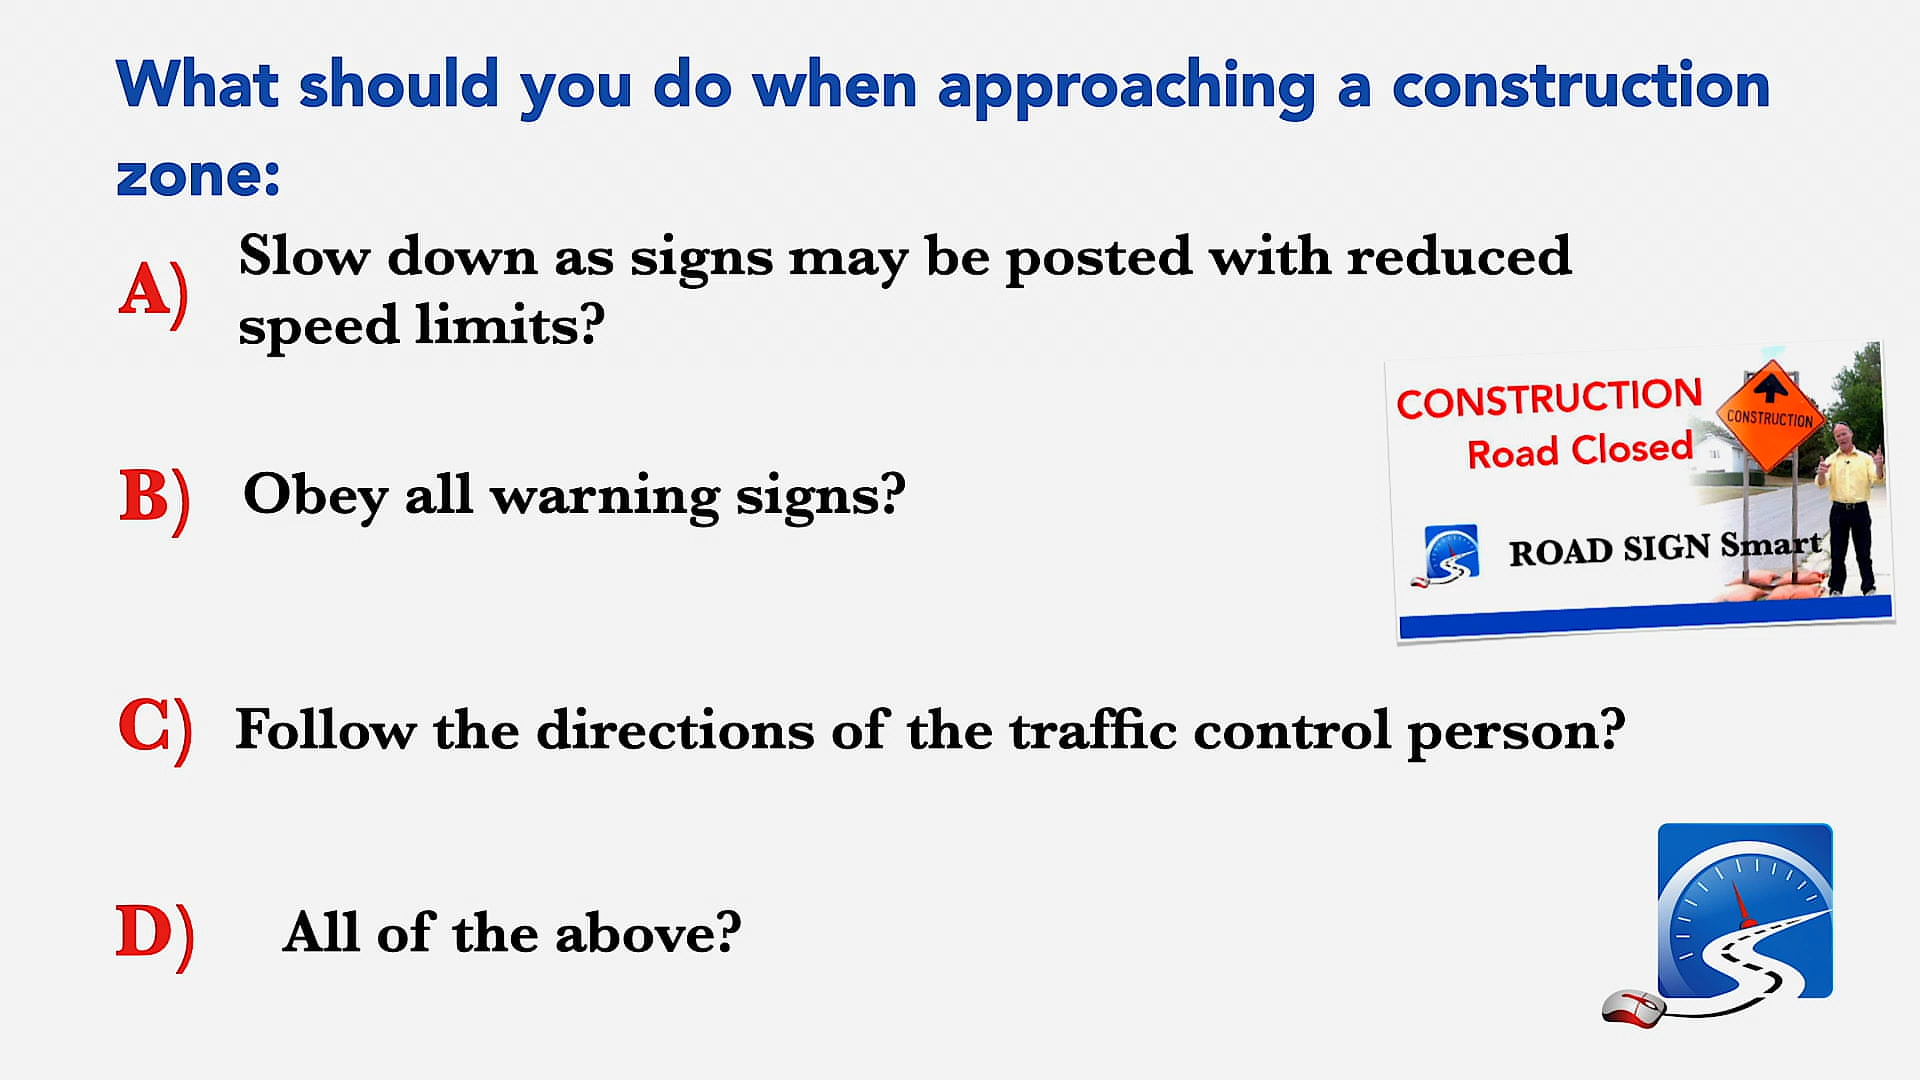 What should you do when approaching a construction
zone:
A) Slow down as signs may be posted with reduced
speed limits?
CONSTRUCTION
Road Closed
CONSTRUCTION
ROAD SIGN Smart
B) Obey all warning signs?
C) Follow the directions of the traffic control person?
D) All of the above?